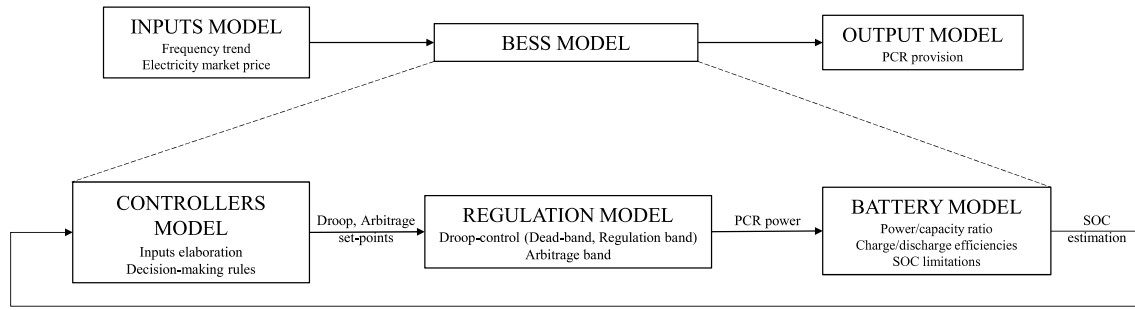 INPUTS MODEL
Frequency trend
Electricity market price
BESS MODEL
OUTPUT MODEL
PCR provision
CONTROLLERS
MODEL
Inputs elaboration
Decision-making rules
Droop, Arbitrage
set-points
REGULATION MODEL
Droop-control (Dead-band, Regulation band)
Arbitrage band
PCR power
BATTERY MODEL
Power/capacity ratio
Charge/discharge efficiencies
SOC limitations
SOC
estimation